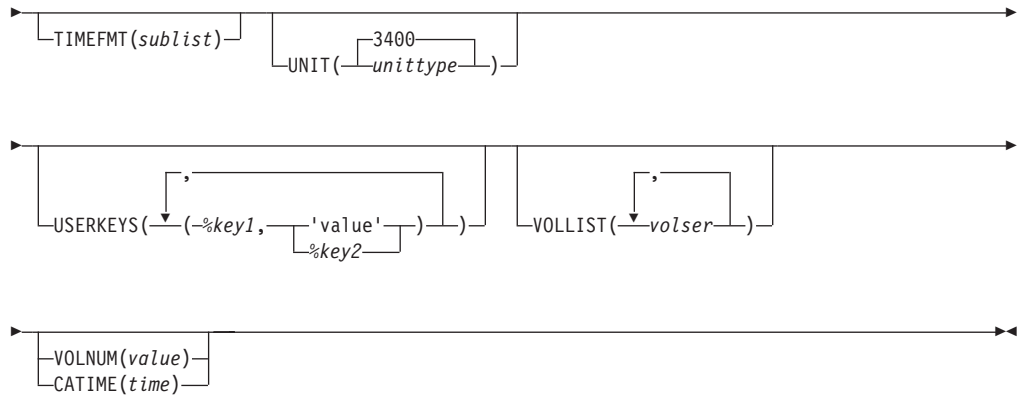 TIMEFMT(sublist)
3400
UNIT( unittype )
,
USERKEYS( (%key1, 'value' ) )
%key2
,
VOLLIST( volser )
VOLNUM(value)
CATIME(time)